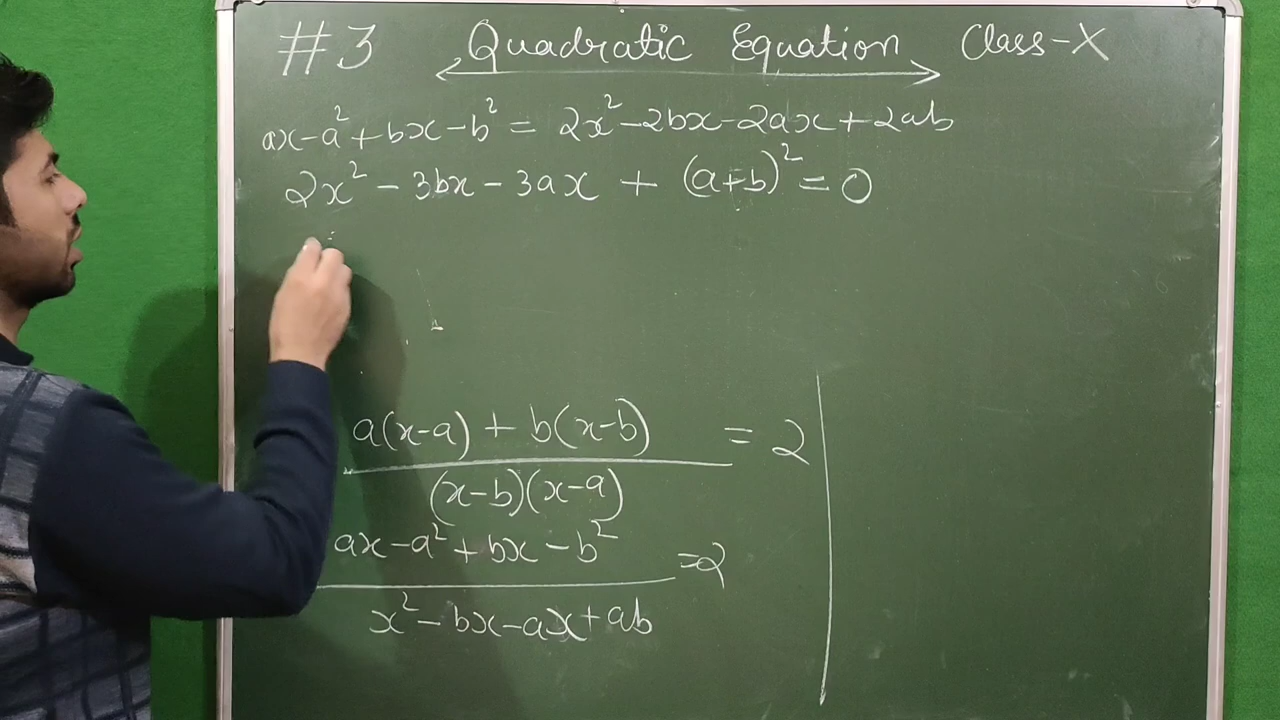 #3 Quadratic Equation Class-X
ax-a²+bx-b² = 2x²-2bx-2ax+2ab
2x² - 3bx - 3ax + (a+b)² = 0
a(x-a) + b(x-b) = 2
(x-b)(x-a)
ax-a²+bx-b² =2
x²-bx-ax+ab